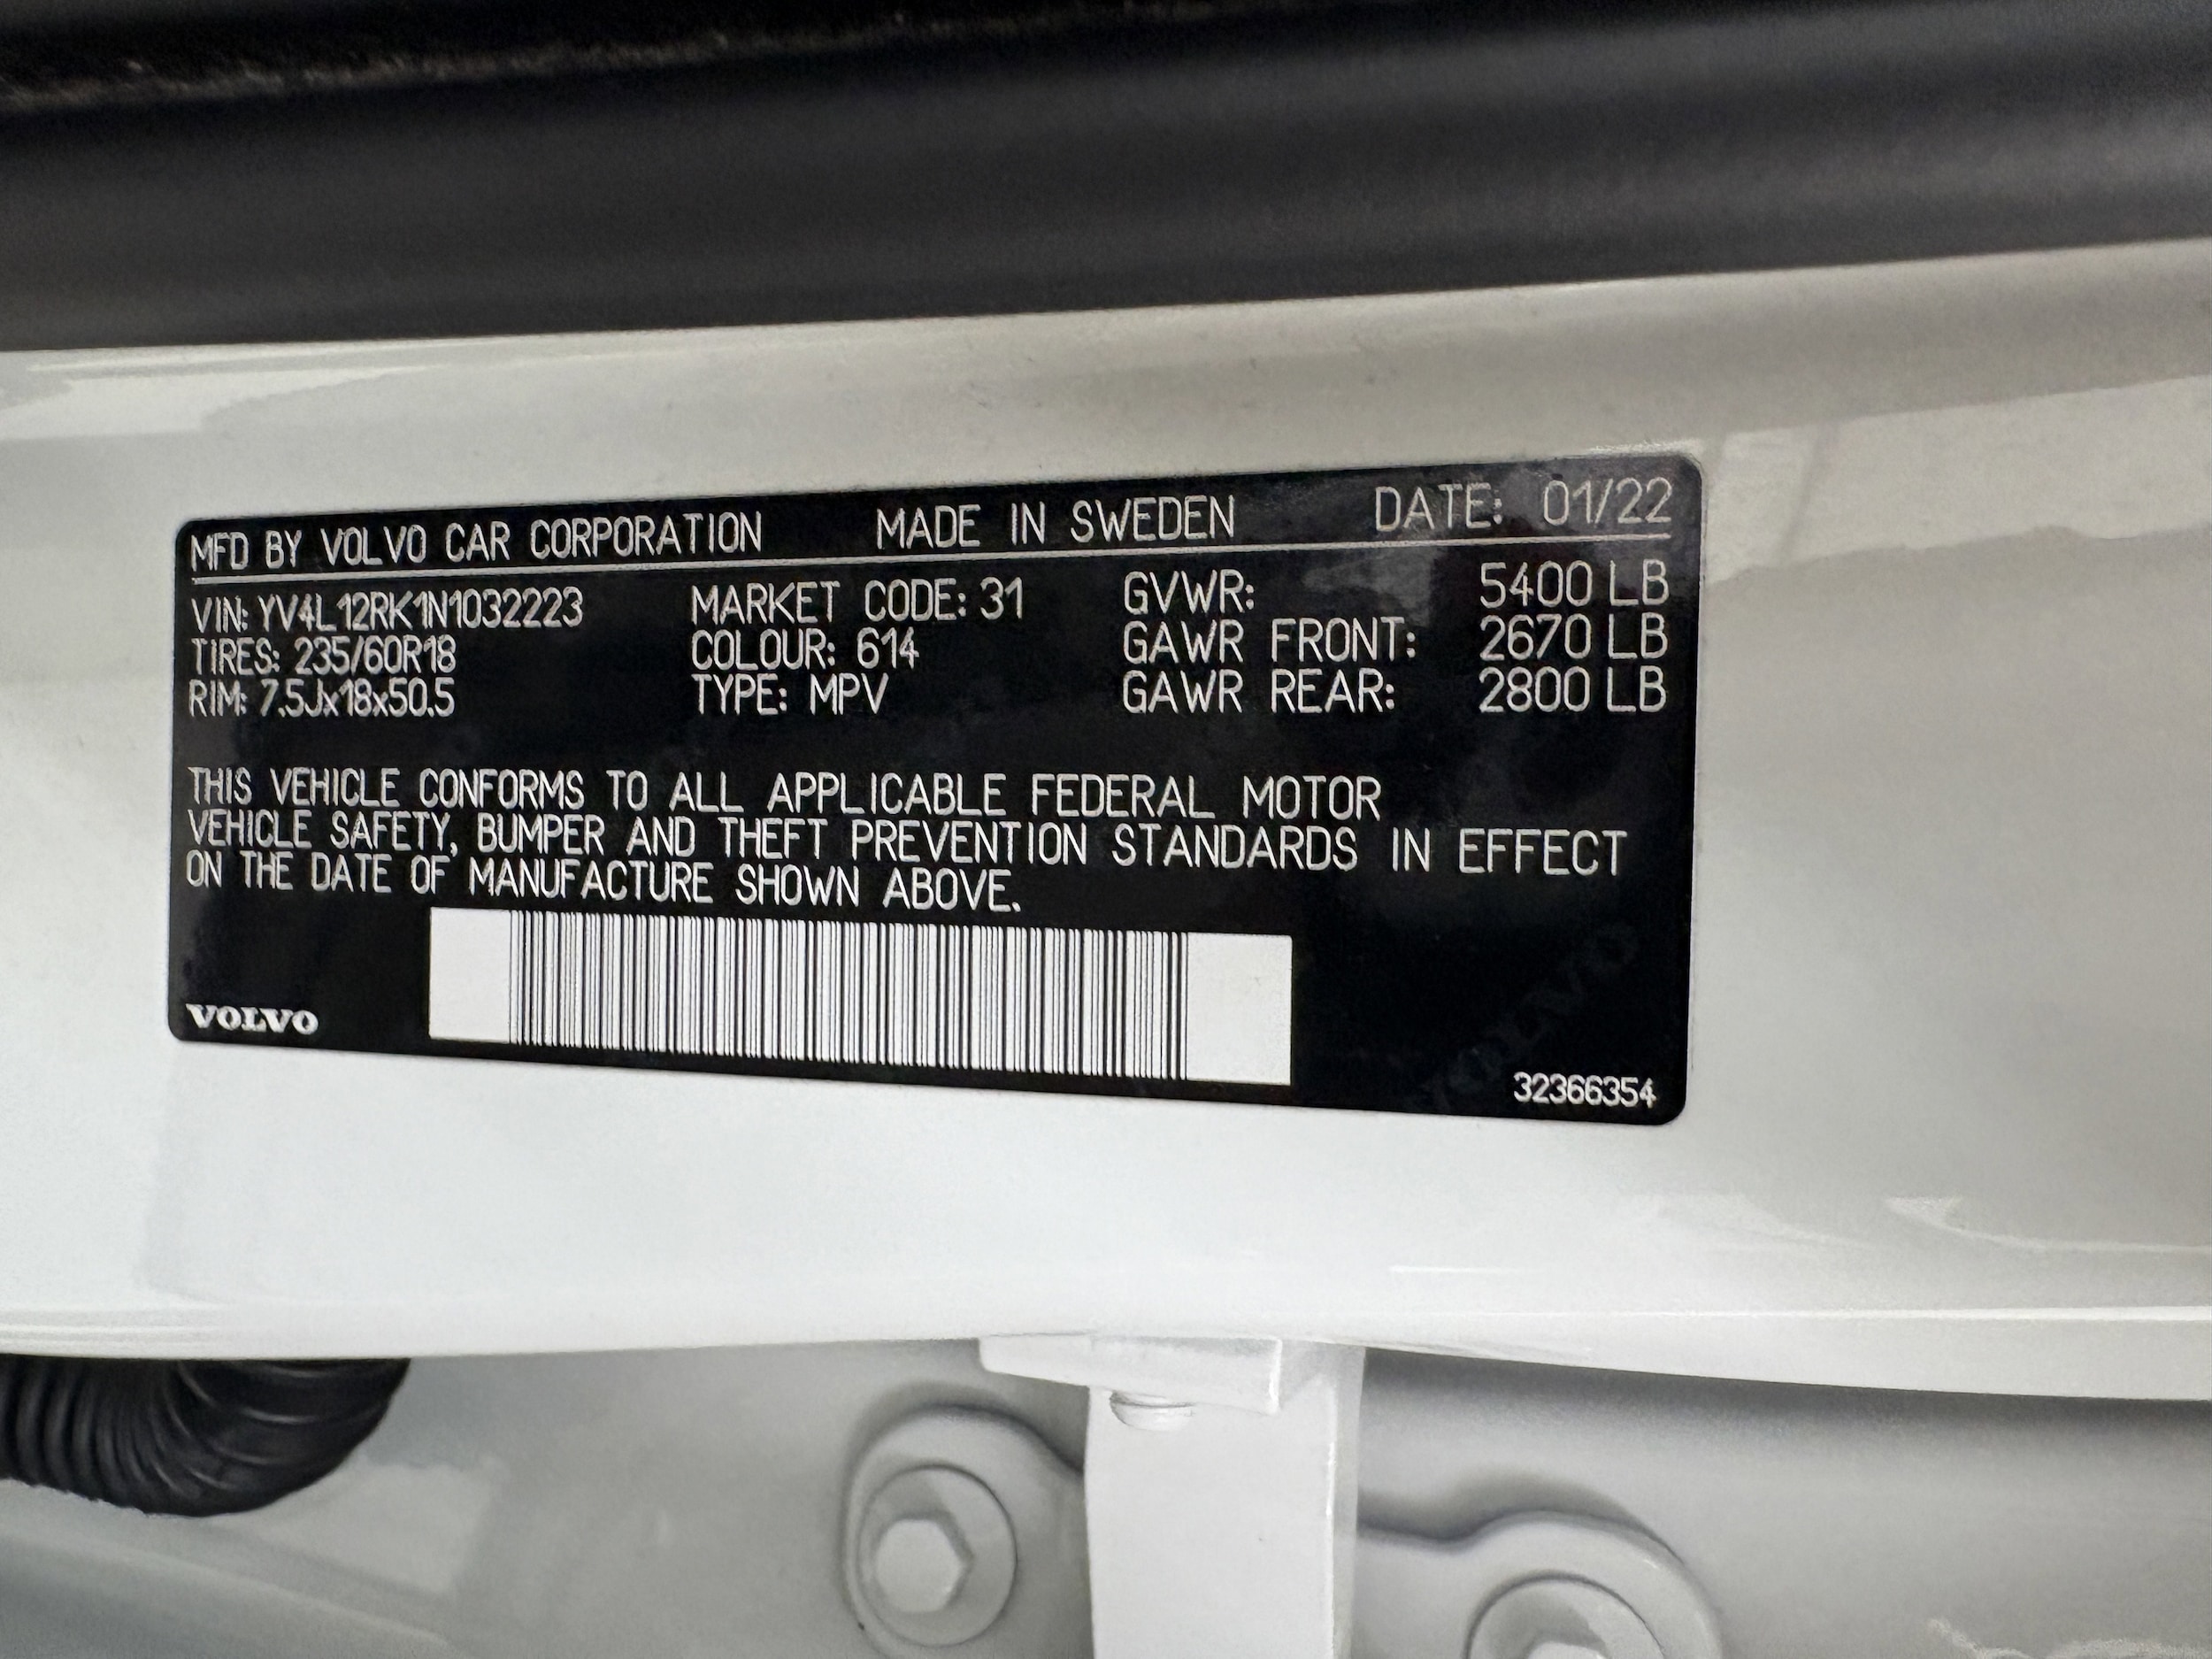 MFD BY VOLVO CAR CORPORATION MADE IN SWEDEN DATE: 01/22
VIN: YV4L12RK1N1032223 MARKET CODE: 31 GVWR: 5400 LB
TIRES: 235/60R18 COLOUR: 614 GAWR FRONT: 2670 LB
RIM: 7.5Jx18x50.5 TYPE: MPV GAWR REAR: 2800 LB
THIS VEHICLE CONFORMS TO ALL APPLICABLE FEDERAL MOTOR
VEHICLE SAFETY, BUMPER AND THEFT PREVENTION STANDARDS IN EFFECT
ON THE DATE OF MANUFACTURE SHOWN ABOVE.
VOLVO
VOLVO
32366354